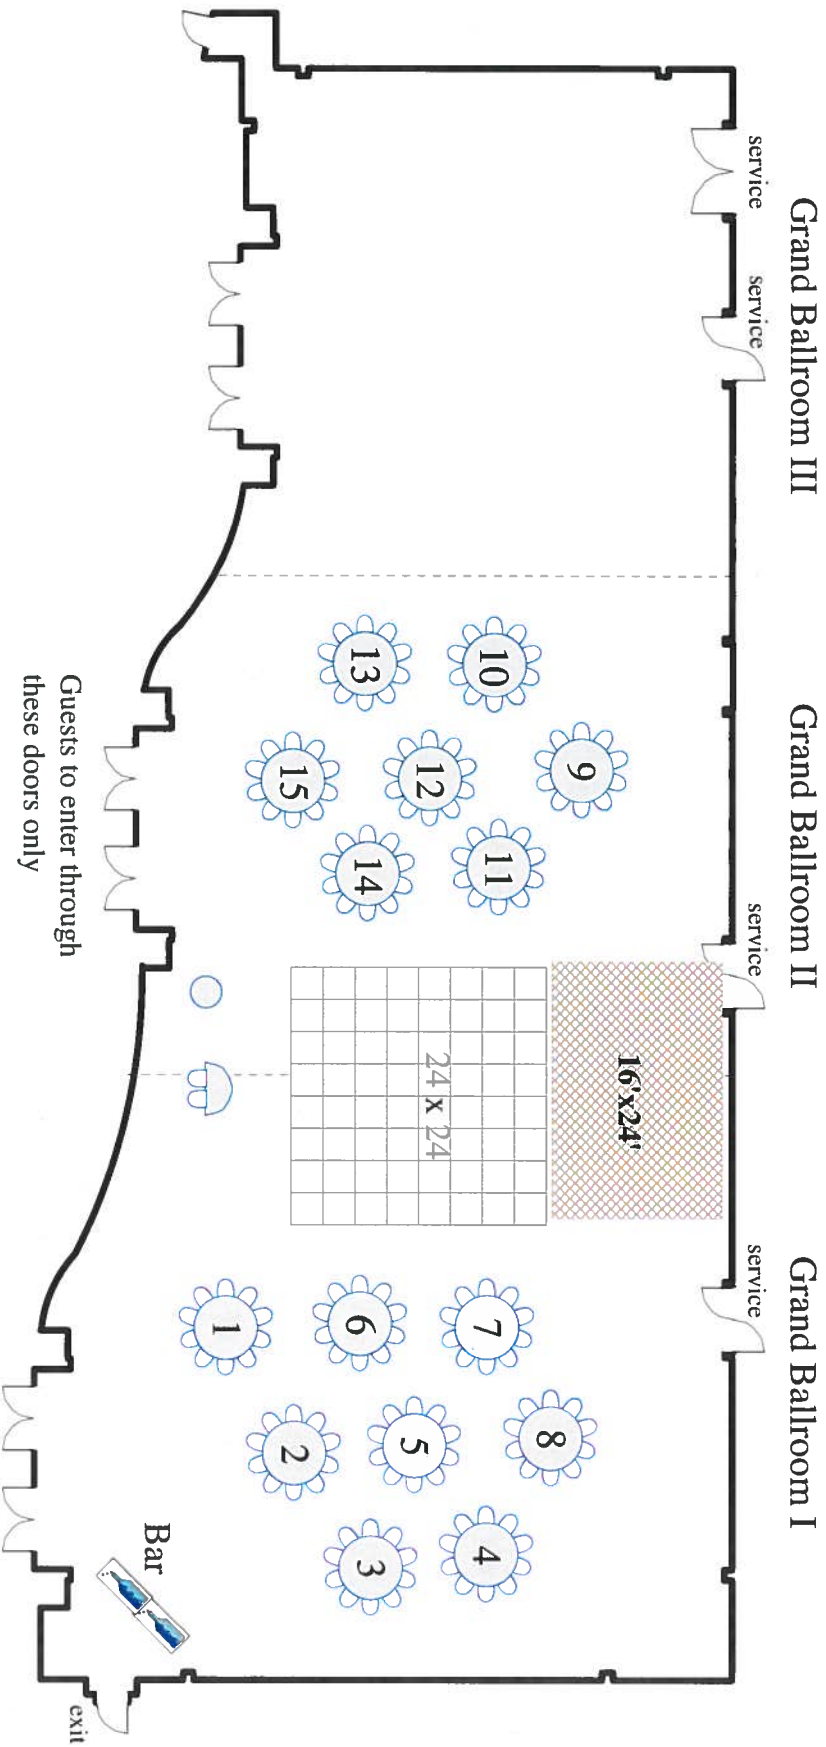 Grand Ballroom III
Grand Ballroom II
Grand Ballroom I
service
service
service
service
16'x24'
24 x 24
10
13
9
12
15
11
14
7
6
1
8
5
2
4
3
Guests to enter through
these doors only
Bar
exit